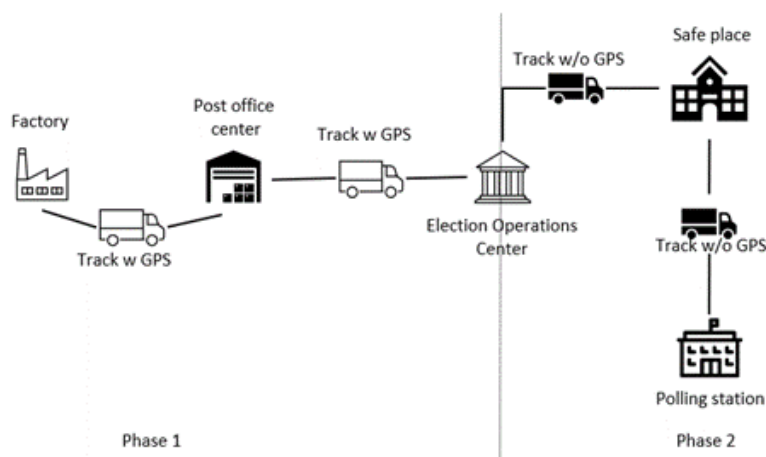 Safe place
Track w/o GPS
Post office
center
Factory
Track w GPS
Election Operations
Center
Track w GPS
Track w/o GPS
Polling station
Phase 1
Phase 2